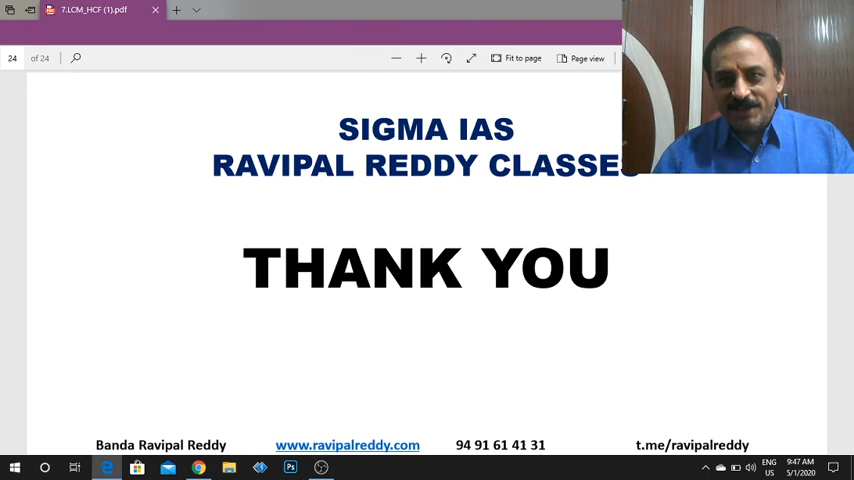 7.LCM_HCF (1).pdf
24 of 24
Fit to page
Page view
SIGMA IAS
RAVIPAL REDDY CLASSES
THANK YOU
Banda Ravipal Reddy www.ravipalreddy.com 94 91 61 41 31 t.me/ravipalreddy
Ps
ENG
US
9:47 AM
5/1/2020